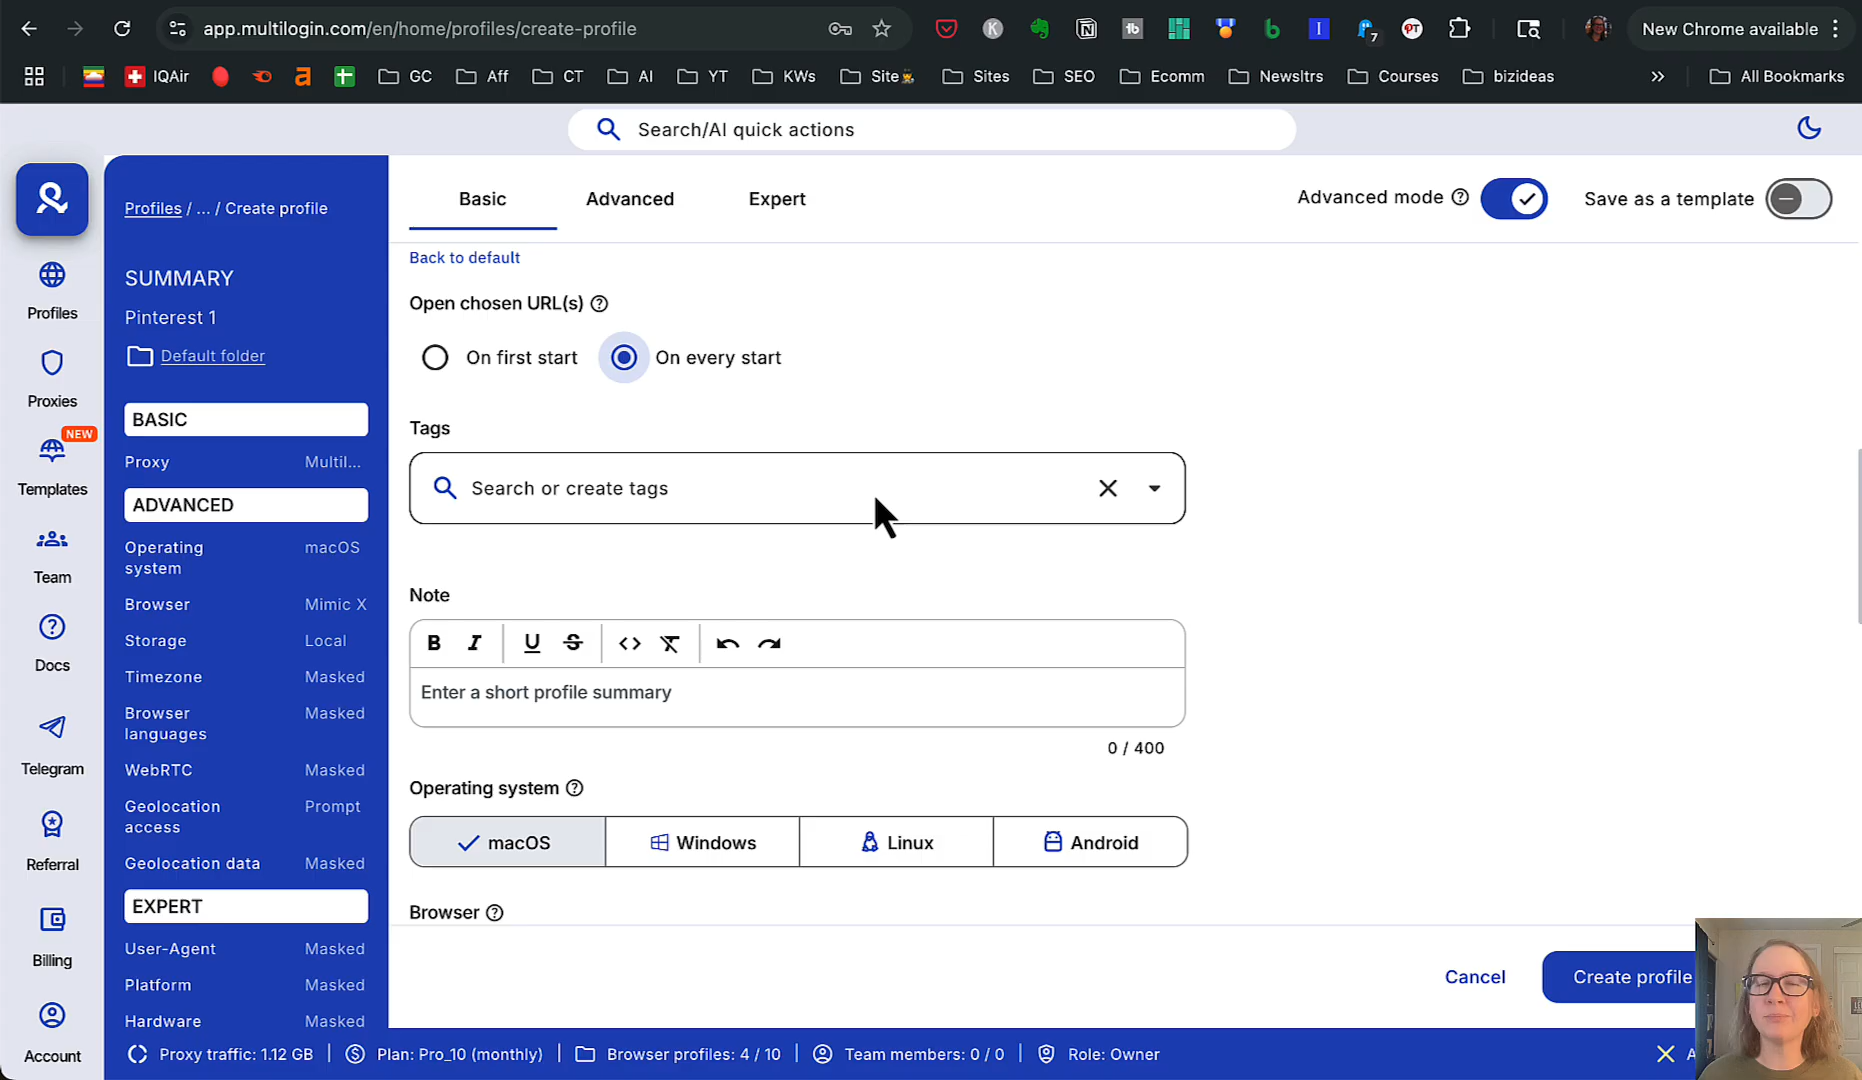 app.multilogin.com/en/home/profiles/create-profile
New Chrome available
IQAir
GC
Aff
CT
AI
YT
KWs
Site
Sites
SEO
Ecomm
Newsltrs
Courses
bizideas
All Bookmarks
Search/AI quick actions
Profiles
Proxies
NEW
Templates
Team
Docs
Telegram
Referral
Billing
Account
Profiles / ... / Create profile
SUMMARY
Pinterest 1
Default folder
BASIC
Proxy Multil...
ADVANCED
Operating system macOS
Browser Mimic X
Storage Local
Timezone Masked
Browser languages Masked
WebRTC Masked
Geolocation access Prompt
Geolocation data Masked
EXPERT
User-Agent Masked
Platform Masked
Hardware Masked
Basic
Advanced
Expert
Advanced mode
Save as a template
Back to default
Open chosen URL(s)
On first start
On every start
Tags
Search or create tags
Note
Enter a short profile summary
0 / 400
Operating system
macOS
Windows
Linux
Android
Browser
Cancel
Create profile
Proxy traffic: 1.12 GB
Plan: Pro_10 (monthly)
Browser profiles: 4 / 10
Team members: 0 / 0
Role: Owner